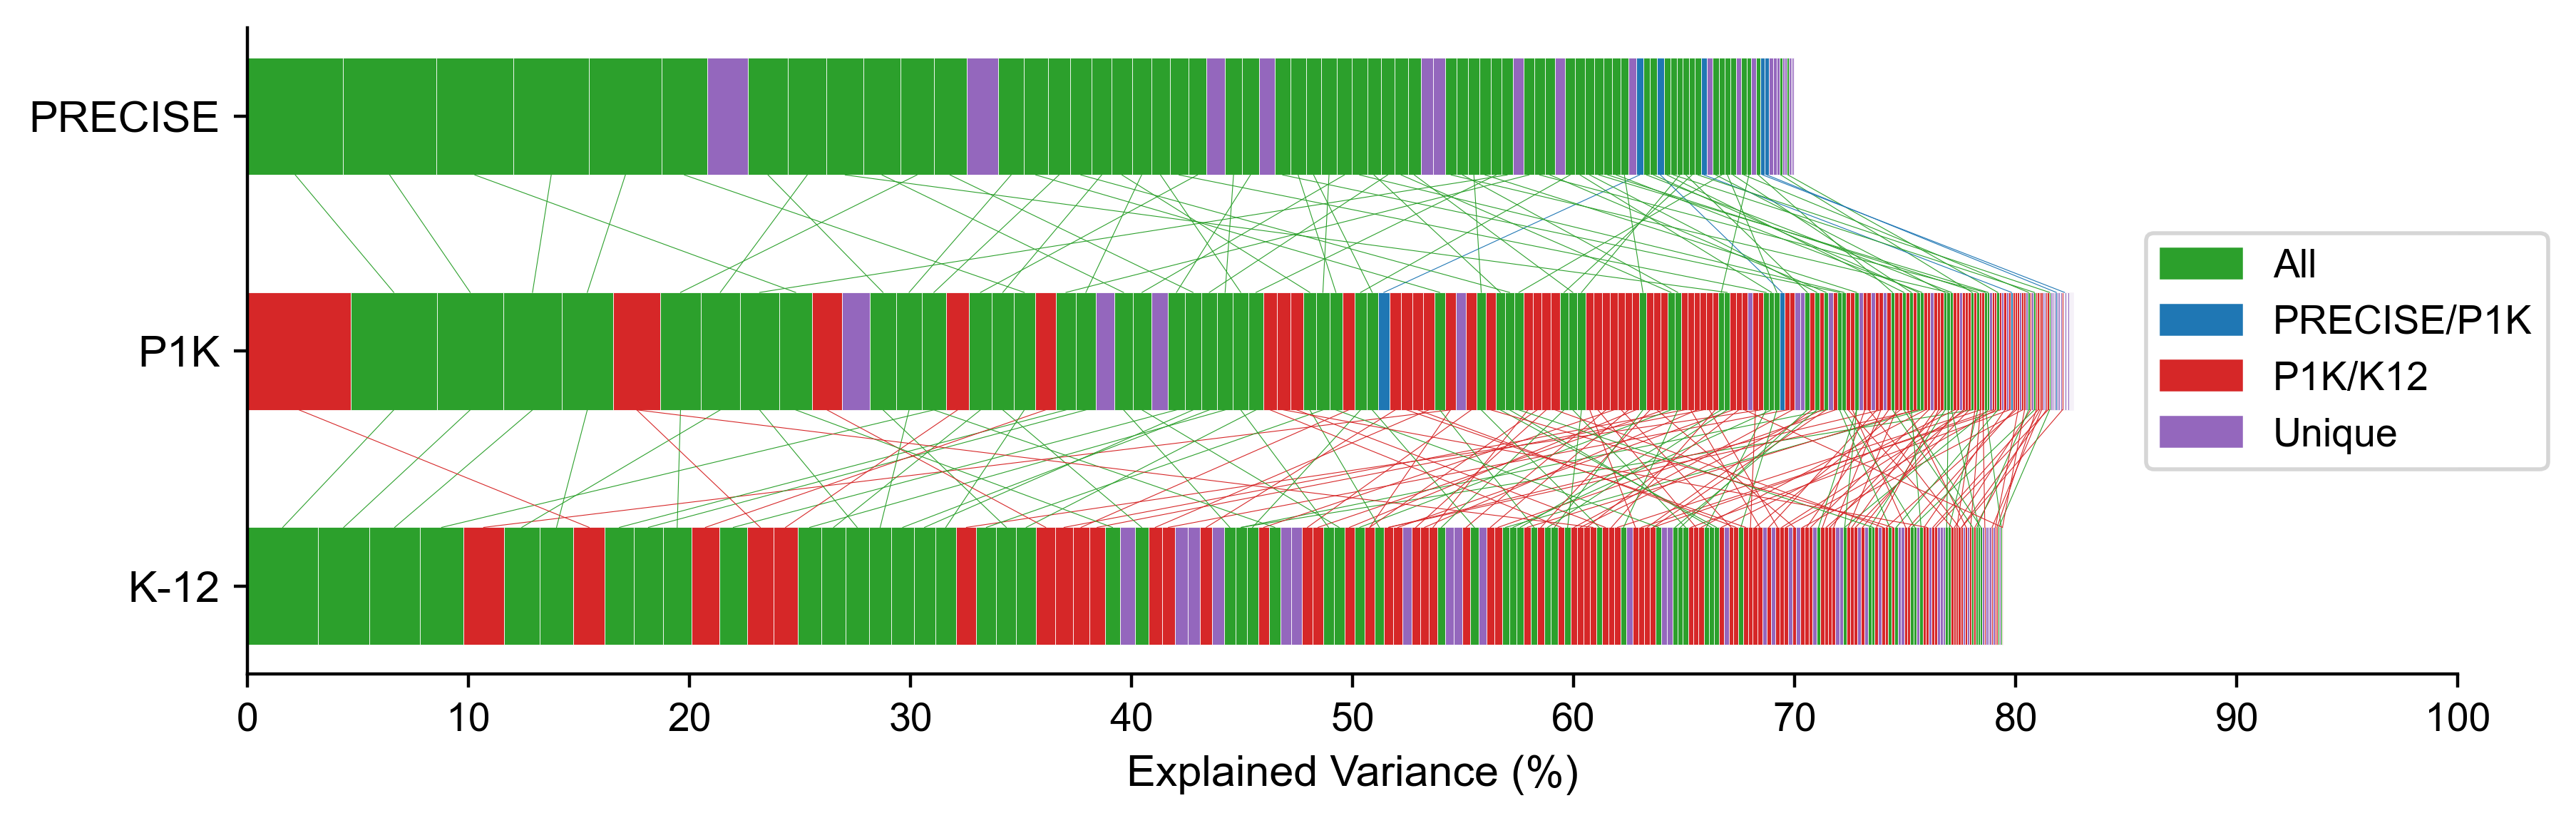 PRECISE
P1K
K-12
All
PRECISE/P1K
P1K/K12
Unique
0 10 20 30 40 50 60 70 80 90 100
Explained Variance (%)